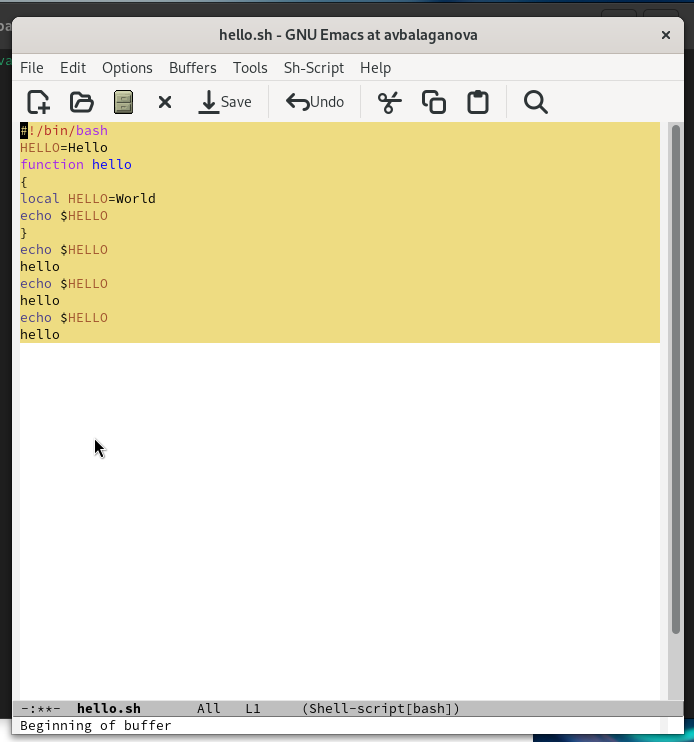 hello.sh - GNU Emacs at avbalaganova
File Edit Options Buffers Tools Sh-Script Help
Save Undo
#!/bin/bash
HELLO=Hello
function hello
{
local HELLO=World
echo $HELLO
}
echo $HELLO
hello
echo $HELLO
hello
echo $HELLO
hello
-:**- hello.sh All L1 (Shell-script[bash])
Beginning of buffer